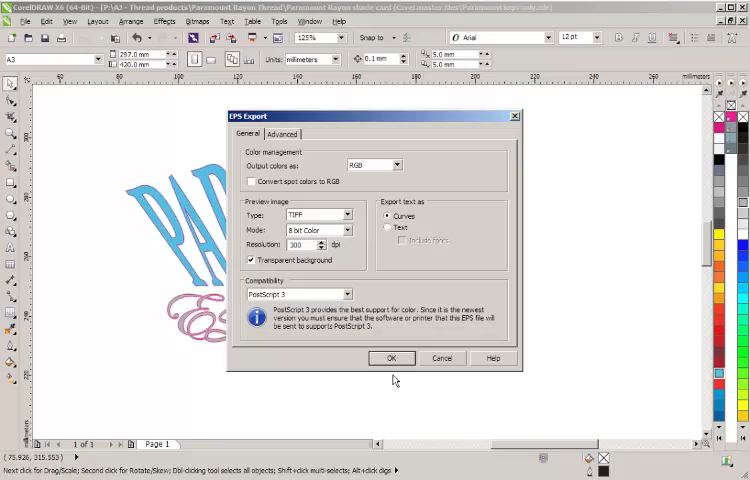 CorelDRAW X6 (64-Bit) - [P:\AJ - Thread products\Paramount Rayon Thread\Paramount Rayon shade card (Corel master files)\Paramount
File Edit View Layout Arrange Effects Bitmaps Text Table Tools Window Help
125% Snap to
A3 297.0 mm 420.0 mm Units: millimeters 0.1 mm 5.0 mm 5.0 mm
Arial 12 pt
millimeters
EPS Export
General Advanced
Color management
Output colors as: RGB
Convert spot colors to RGB
Preview image
Type: TIFF
Mode: 8 bit Color
Resolution: 300 dpi
Transparent background
Export text as
Curves
Text
Include fonts
Compatibility
PostScript 3
PostScript 3 provides the best support for color. Since it is the newest
version you must ensure that the software or printer that this EPS file will
be sent to supports PostScript 3.
OK Cancel Help
PA
1 of 1 Page 1
(75.926, 315.553)
Next click for Drag/Scale; Second click for Rotate/Skew; Dbl-clicking tool selects all objects; Shift+click multi-selects; Alt+click digs